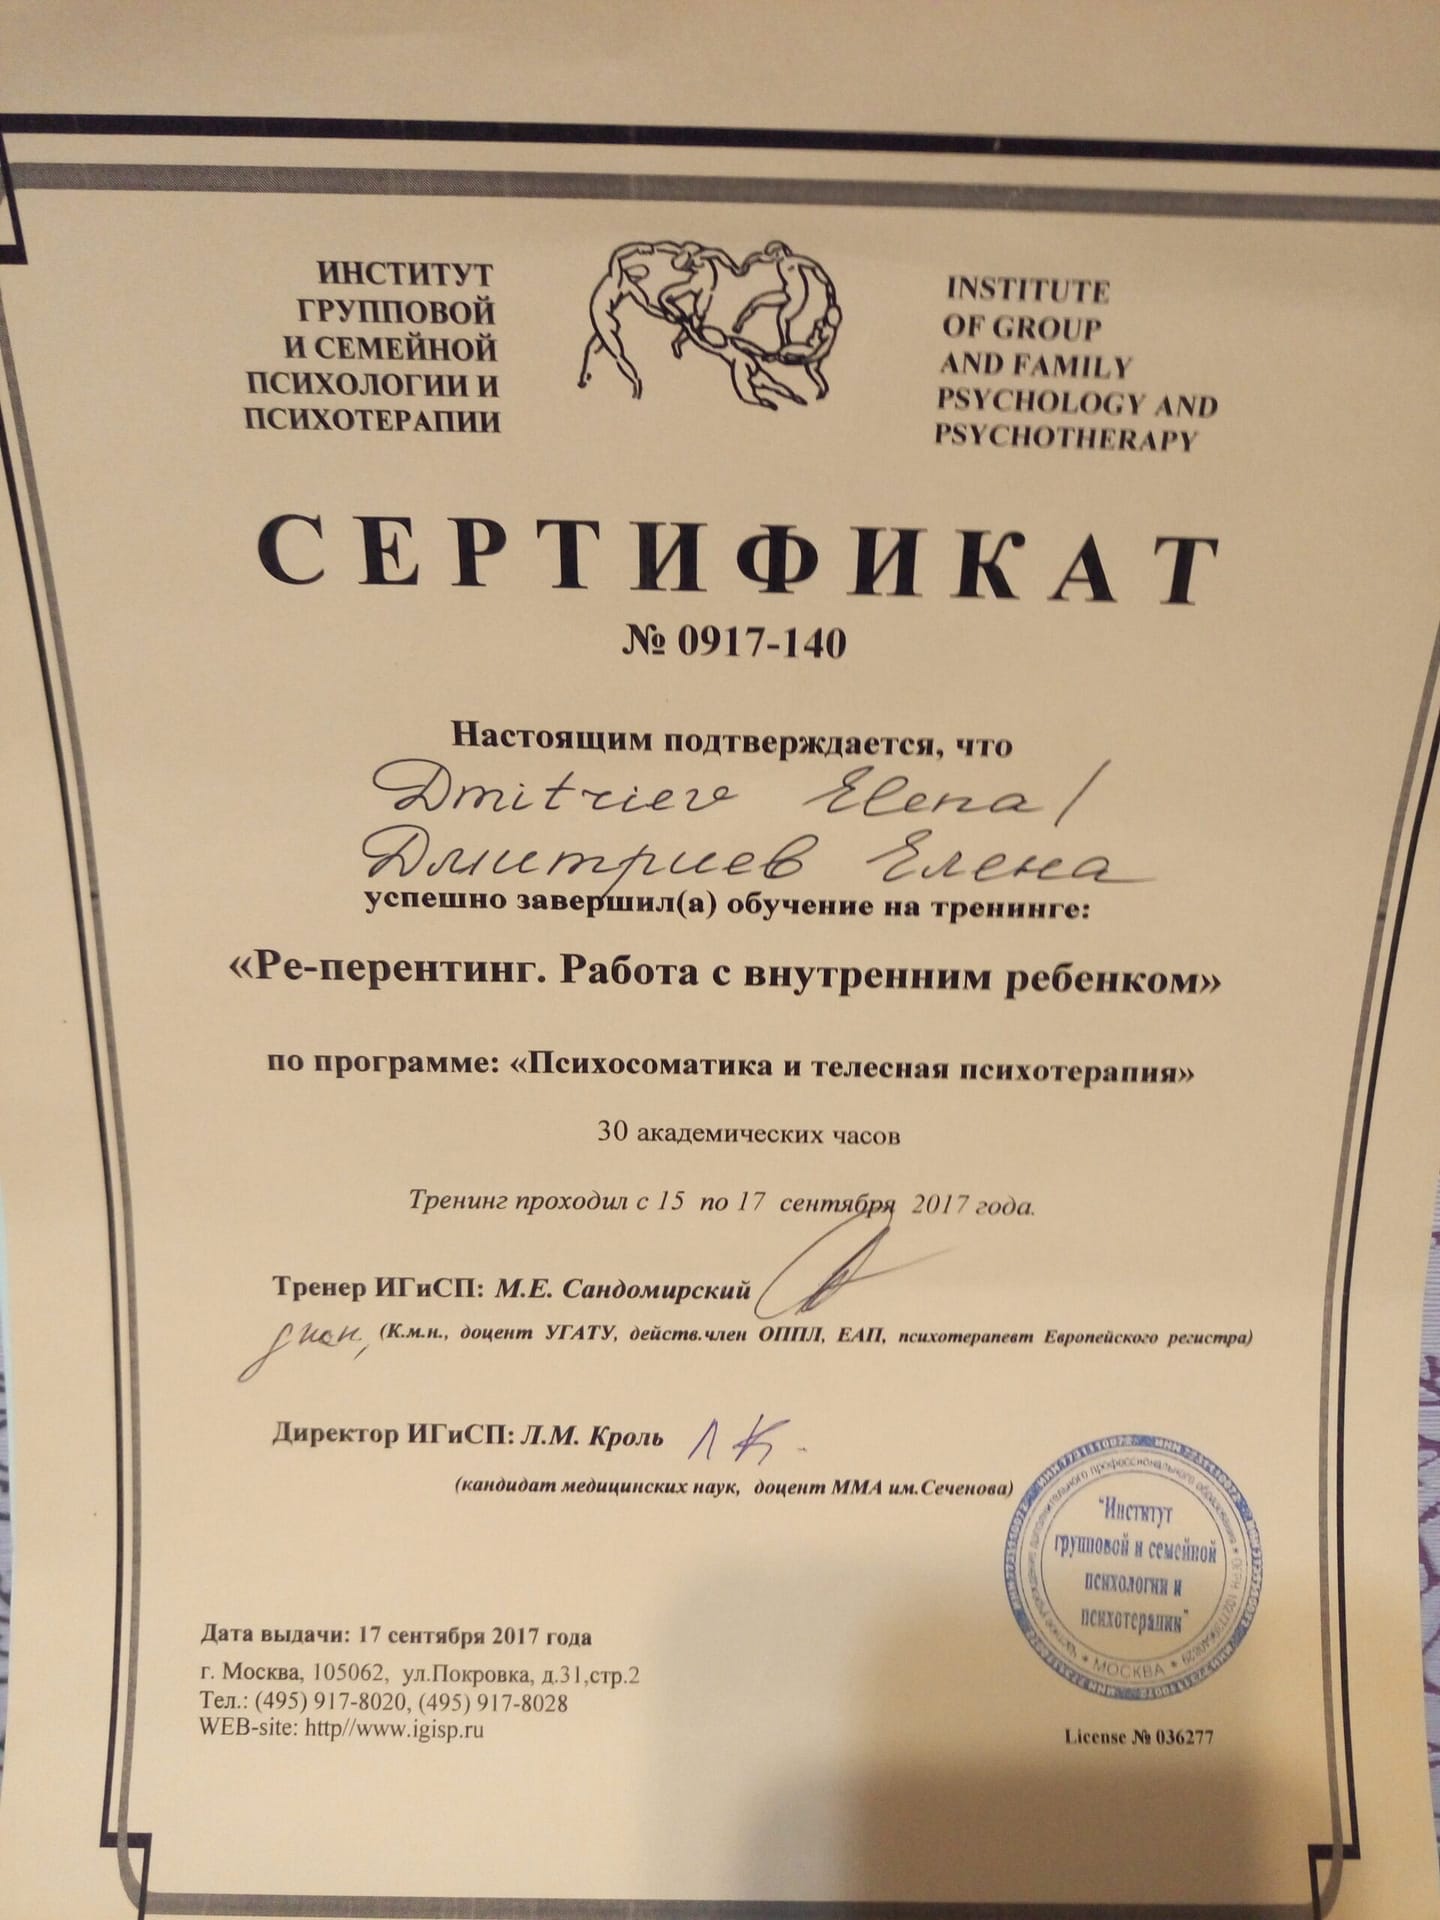 ИНСТИТУТ
ГРУППОВОЙ
И СЕМЕЙНОЙ
ПСИХОЛОГИИ И
ПСИХОТЕРАПИИ
INSTITUTE
OF GROUP
AND FAMILY
PSYCHOLOGY AND
PSYCHOTHERAPY
СЕРТИФИКАТ
№ 0917-140
Настоящим подтверждается, что
Dmitriev Elena/
Дмитриев Елена
успешно завершил(а) обучение на тренинге:
«Ре-перентинг. Работа с внутренним ребенком»
по программе: «Психосоматика и телесная психотерапия»
30 академических часов
Тренинг проходил с 15 по 17 сентября 2017 года.
Тренер ИГиСП: М.Е. Сандомирский
(К.м.н., доцент УГАТУ, действ.член ОППЛ, ЕАП, психотерапевт Европейского регистра)
Директор ИГиСП: Л.М. Кроль ЛК
(кандидат медицинских наук, доцент ММА им.Сеченова)
"Институт
групповой и семейной
психологии и
психотерапии"
* МОСКВА *
Дата выдачи: 17 сентября 2017 года
г. Москва, 105062, ул.Покровка, д.31,стр.2
Тел.: (495) 917-8020, (495) 917-8028
WEB-site: http//www.igisp.ru
License № 036277